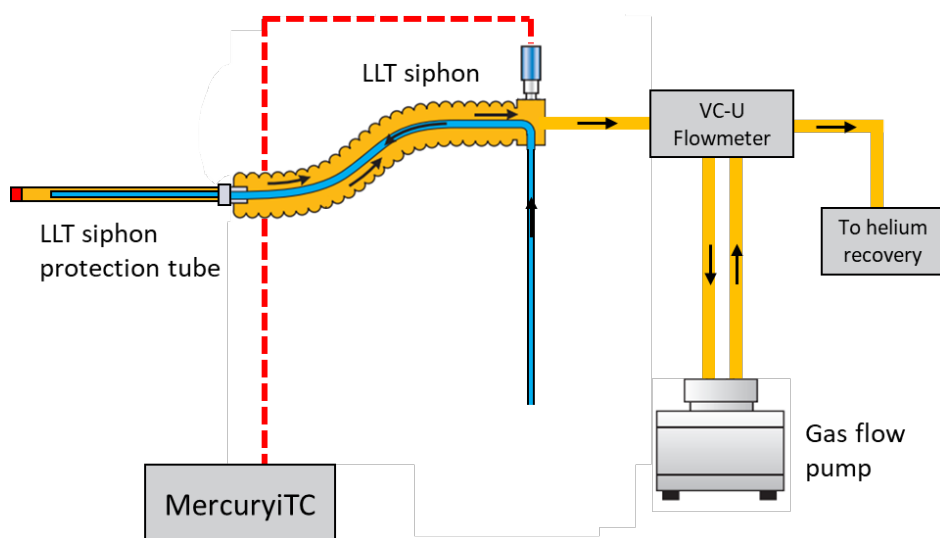 LLT siphon
VC-U
Flowmeter
To helium
recovery
LLT siphon
protection tube
Gas flow
pump
MercuryiTC